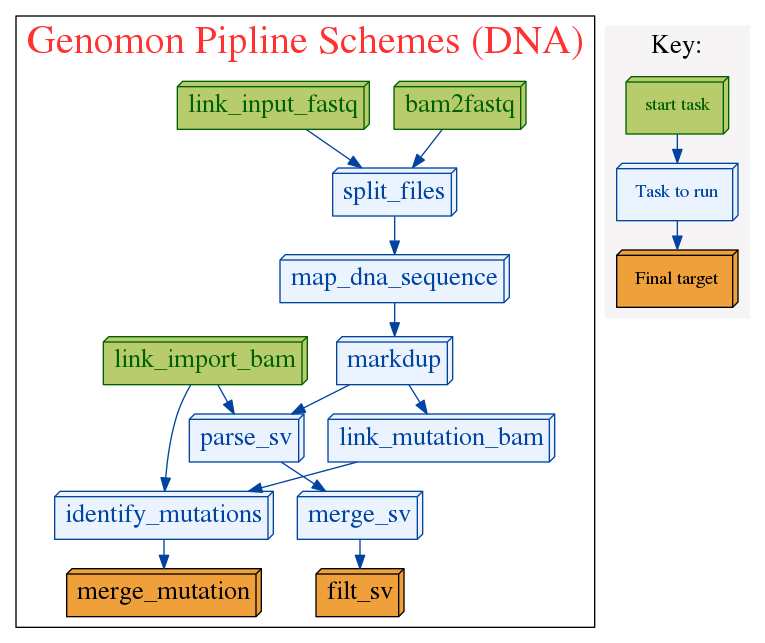 Genomon Pipline Schemes (DNA)
link_input_fastq
bam2fastq
split_files
map_dna_sequence
link_import_bam
markdup
parse_sv
link_mutation_bam
identify_mutations
merge_sv
merge_mutation
filt_sv
Key:
start task
Task to run
Final target